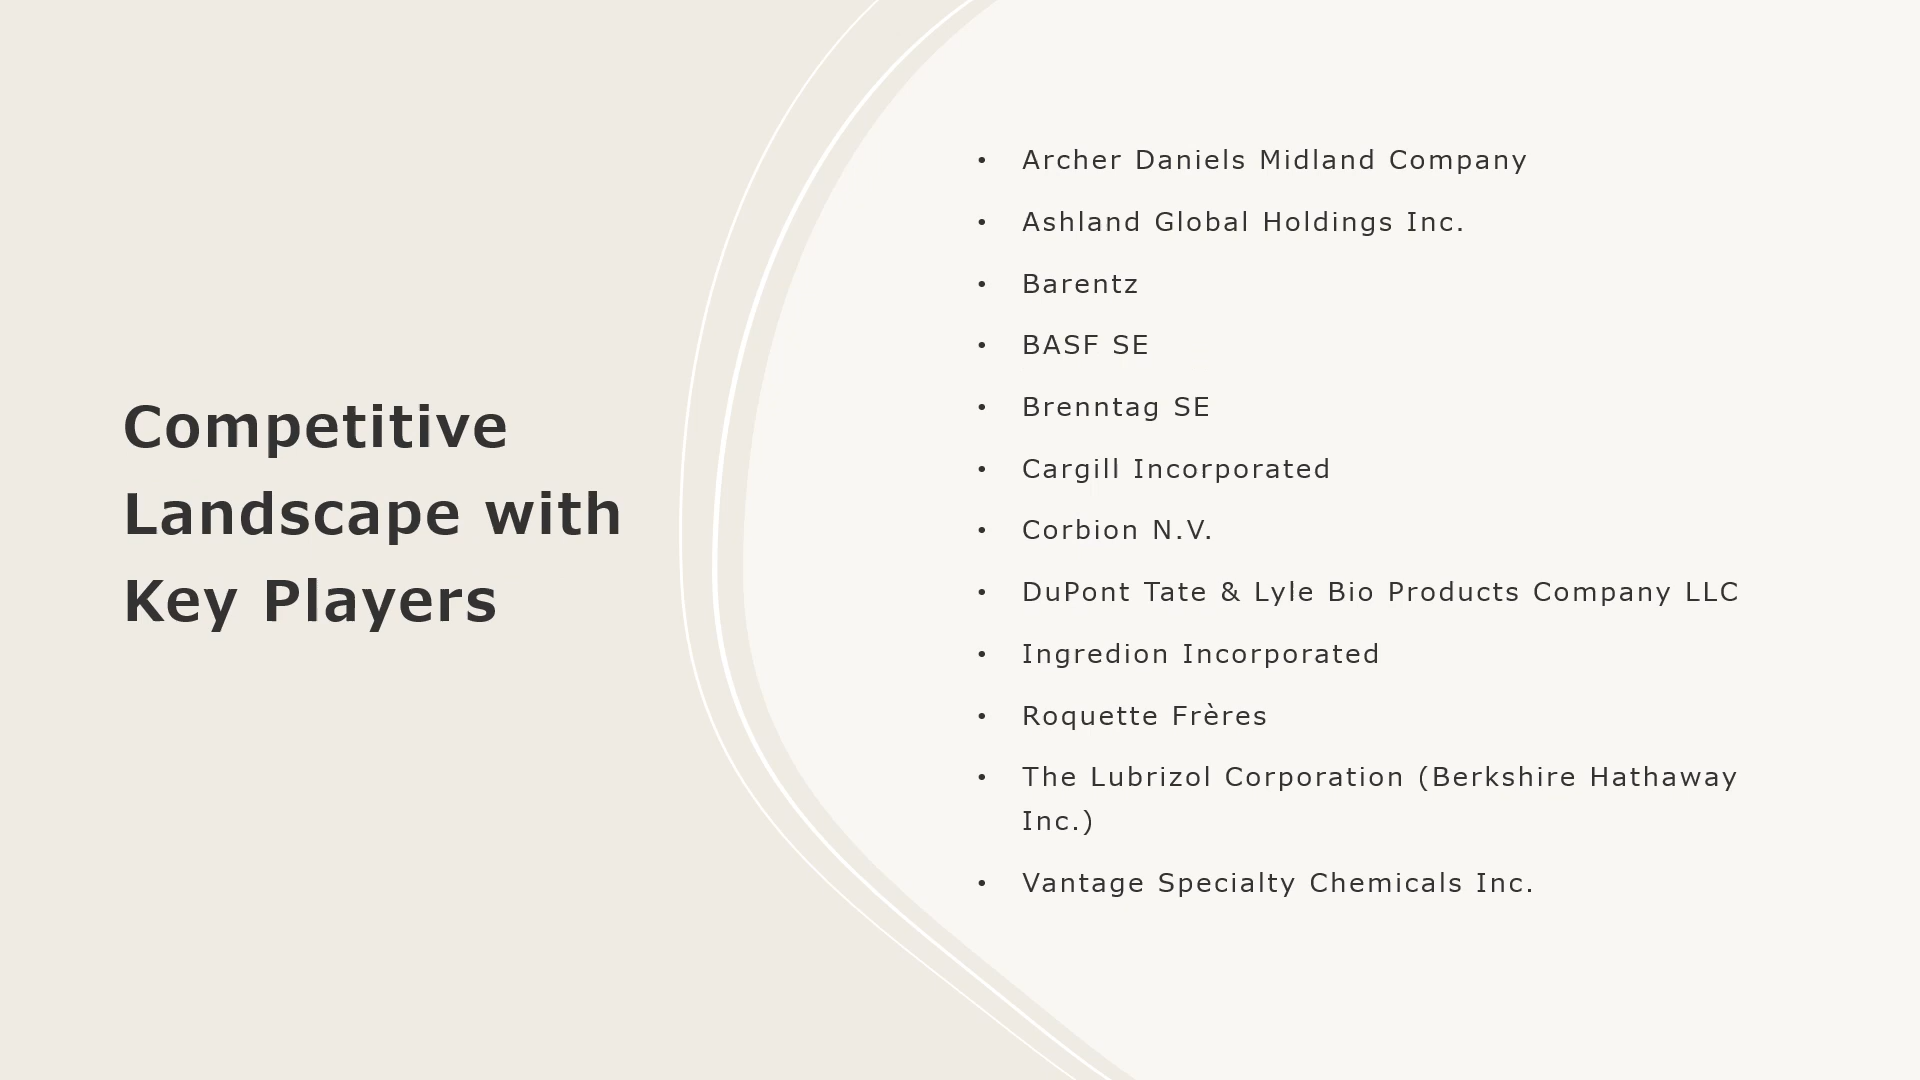 Competitive
Landscape with
Key Players
• Archer Daniels Midland Company
• Ashland Global Holdings Inc.
• Barentz
• BASF SE
• Brenntag SE
• Cargill Incorporated
• Corbion N.V.
• DuPont Tate & Lyle Bio Products Company LLC
• Ingredion Incorporated
• Roquette Frères
• The Lubrizol Corporation (Berkshire Hathaway
Inc.)
• Vantage Specialty Chemicals Inc.